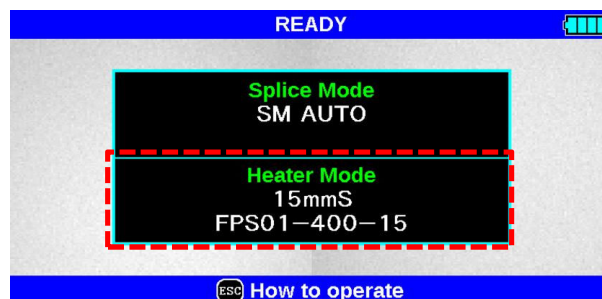 READY
Splice Mode
SM AUTO
Heater Mode
15mmS
FPS01-400-15
ESC How to operate